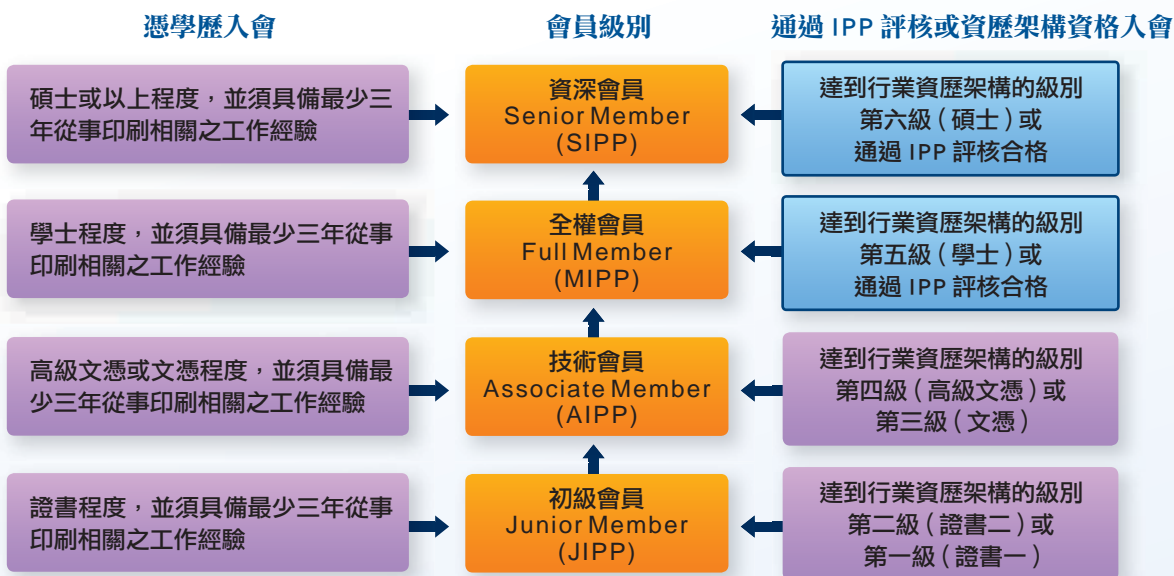 憑學歷入會
會員級別
通過 IPP 評核或資歷架構資格入會
碩士或以上程度，並須具備最少三
年從事印刷相關之工作經驗
資深會員
Senior Member
(SIPP)
達到行業資歷架構的級別
第六級（碩士）或
通過 IPP 評核合格
學士程度，並須具備最少三年從事
印刷相關之工作經驗
全權會員
Full Member
(MIPP)
達到行業資歷架構的級別
第五級（學士）或
通過 IPP 評核合格
高級文憑或文憑程度，並須具備最
少三年從事印刷相關之工作經驗
技術會員
Associate Member
(AIPP)
達到行業資歷架構的級別
第四級（高級文憑）或
第三級（文憑）
證書程度，並須具備最少三年從事
印刷相關之工作經驗
初級會員
Junior Member
(JIPP)
達到行業資歷架構的級別
第二級（證書二）或
第一級（證書一）